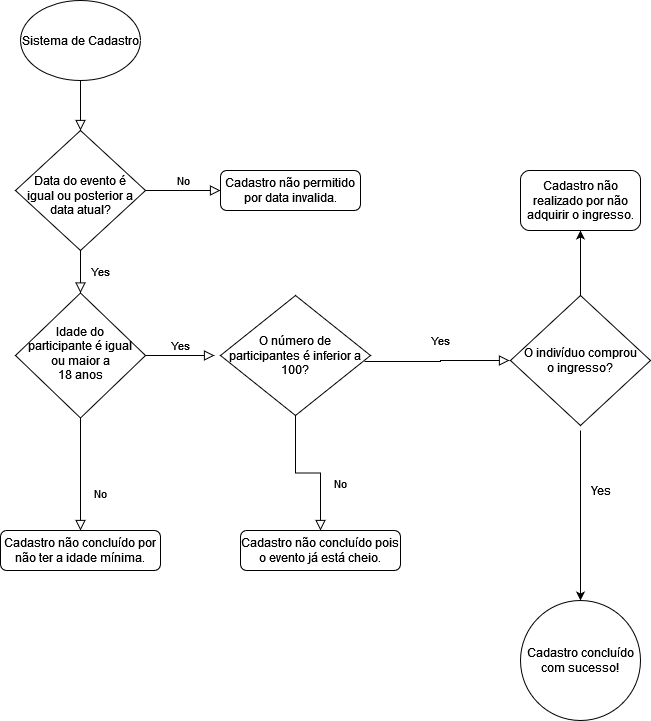 Sistema de Cadastro
Data do evento é
igual ou posterior a
data atual?
No
Cadastro não permitido
por data invalida.
Yes
Cadastro não
realizado por não
adquirir o ingresso.
Idade do
participante é igual
ou maior a
18 anos
Yes
O número de
participantes é inferior a
100?
Yes
O indivíduo comprou
o ingresso?
No
Cadastro não concluído por
não ter a idade mínima.
No
Cadastro não concluído pois
o evento já está cheio.
Yes
Cadastro concluído
com sucesso!